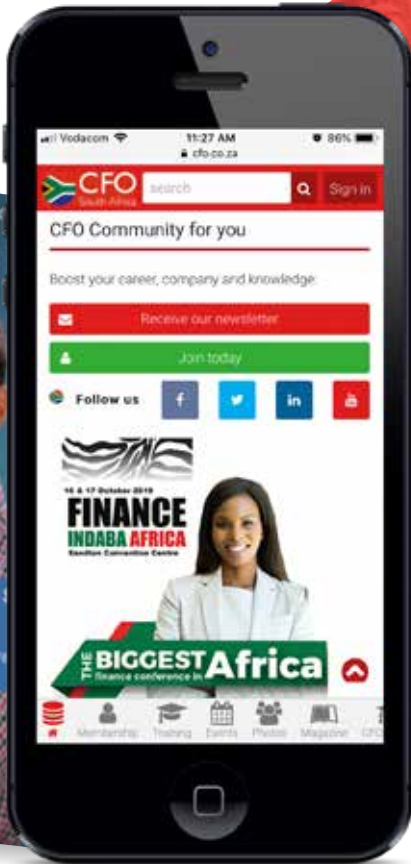 Vodacom 11:27 AM 86%
cfo.co.za
CFO
South Africa
search
Sign in
CFO Community for you
Boost your career, company and knowledge.
Receive our newsletter
Join today
Follow us
f
in
16 & 17 October 2019
FINANCE
INDABA AFRICA
Sandton Convention Centre
THE BIGGEST Africa
finance conference in
Membership Training Events Photos Magazine CFO